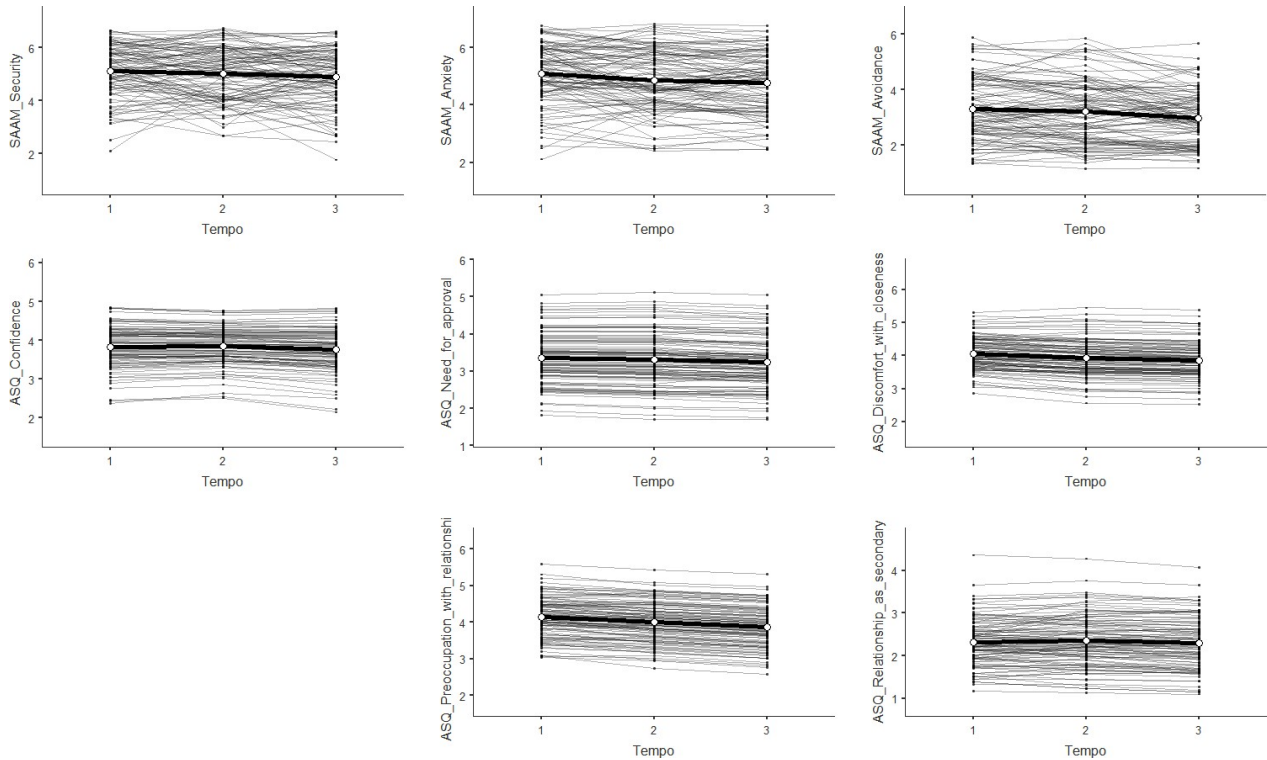 SAAM_Security
6
4
2
1 2 3
Tempo
SAAM_Anxiety
6
4
2
1 2 3
Tempo
SAAM_Avoidance
6
4
2
1 2 3
Tempo
ASQ_Confidence
6
5
4
3
2
1 2 3
Tempo
ASQ_Need_for_approval
6
5
4
3
2
1
1 2 3
Tempo
ASQ_Discomfort_with_closeness
6
5
4
3
2
1 2 3
Tempo
ASQ_Preoccupation_with_relationshi
6
5
4
3
2
1 2 3
Tempo
ASQ_Relationship_as_secondary
4
3
2
1
1 2 3
Tempo